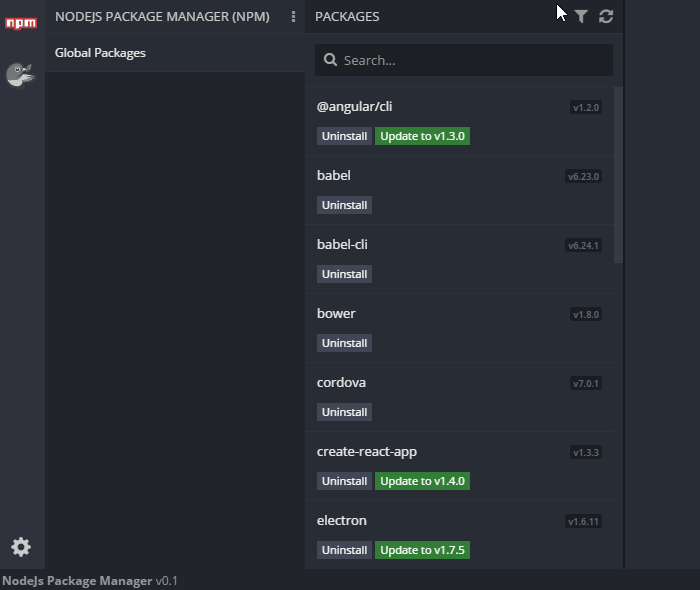 npm
NODEJS PACKAGE MANAGER (NPM)
PACKAGES
Global Packages
Search...
@angular/cli v1.2.0
Uninstall Update to v1.3.0
babel v6.23.0
Uninstall
babel-cli v6.24.1
Uninstall
bower v1.8.0
Uninstall
cordova v7.0.1
Uninstall
create-react-app v1.3.3
Uninstall Update to v1.4.0
electron v1.6.11
Uninstall Update to v1.7.5
NodeJs Package Manager v0.1